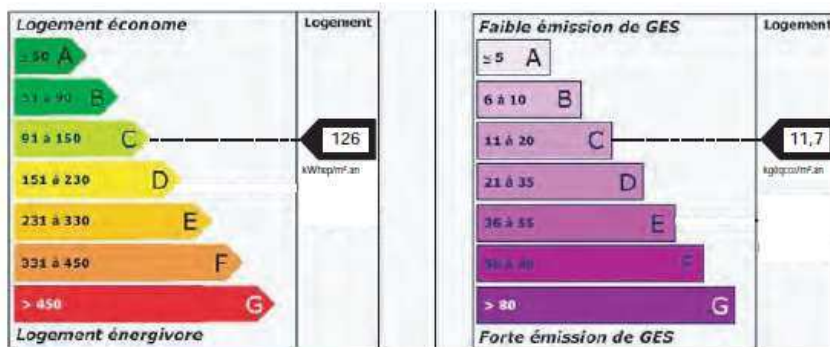 Logement économe
Logement
≤ 50 A
51 à 90 B
91 à 150 C
126
kWhep/m².an
151 à 230 D
231 à 330 E
331 à 450 F
> 450 G
Logement énergivore
Faible émission de GES
Logement
≤ 5 A
6 à 10 B
11 à 20 C
11,7
21 à 35 D
36 à 55 E
F
> 80 G
Forte émission de GES